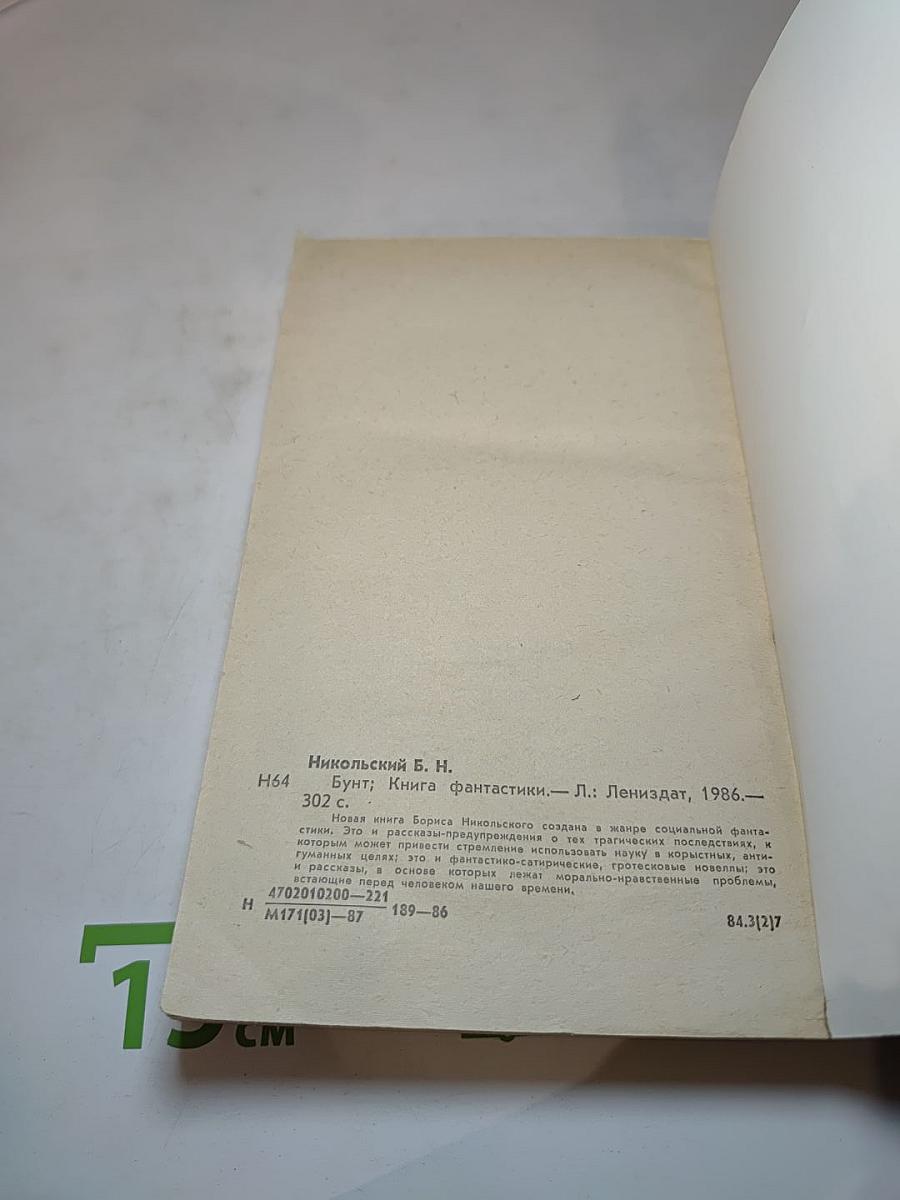 Никольский Б. Н.
Н64 Бунт; Книга фантастики.— Л.: Лениздат, 1986.—
302 с.
Новая книга Бориса Никольского создана в жанре социальной фанта-
стики. Это и рассказы-предупреждения о тех трагических последствиях, к
которым может привести стремление использовать науку в корыстных, анти-
гуманных целях; это и фантастико-сатирические, гротесковые новеллы; это
и рассказы, в основе которых лежат морально-нравственные проблемы,
встающие перед человеком нашего времени.
Н 4702010200—221
М171(03)—87 189—86
84.3(2)7
15 см